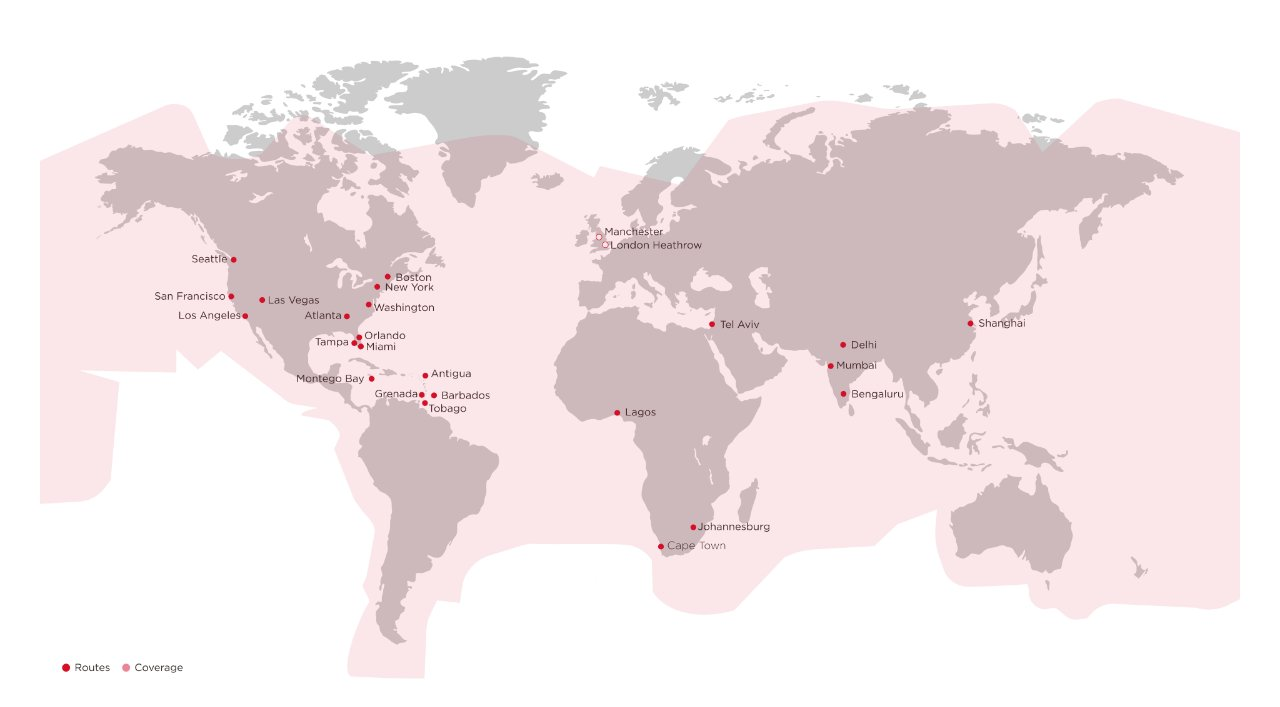 Manchester
London Heathrow
Seattle
Boston
New York
San Francisco
Las Vegas
Washington
Los Angeles
Atlanta
Orlando
Tampa
Miami
Tel Aviv
Shanghai
Delhi
Mumbai
Montego Bay
Antigua
Grenada
Barbados
Tobago
Bengaluru
Lagos
Johannesburg
Cape Town
Routes
Coverage